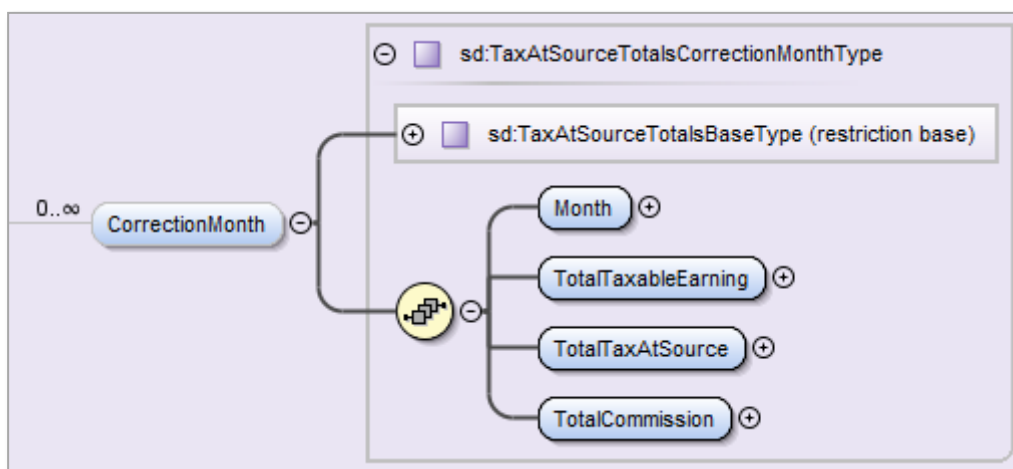 sd:TaxAtSourceTotalsCorrectionMonthType
sd:TaxAtSourceTotalsBaseType (restriction base)
0..∞
CorrectionMonth
Month
TotalTaxableEarning
TotalTaxAtSource
TotalCommission